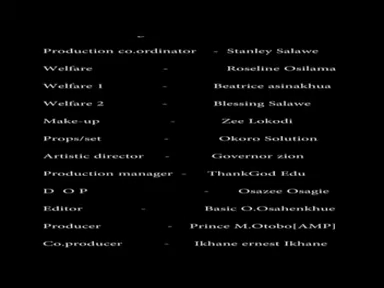 Production co.ordinator - Stanley Salawe
Welfare - Roseline Osilama
Welfare 1 - Beatrice asinakhua
Welfare 2 - Blessing Salawe
Make-up - Zee Lokodi
Props/set - Okoro Solution
Artistic director - Governor zion
Production manager - ThankGod Edu
D O P - Osazee Osagie
Editor - Basic O.Osahenkhue
Producer - Prince M.Otobo[AMP]
Co.producer - Ikhane ernest Ikhane